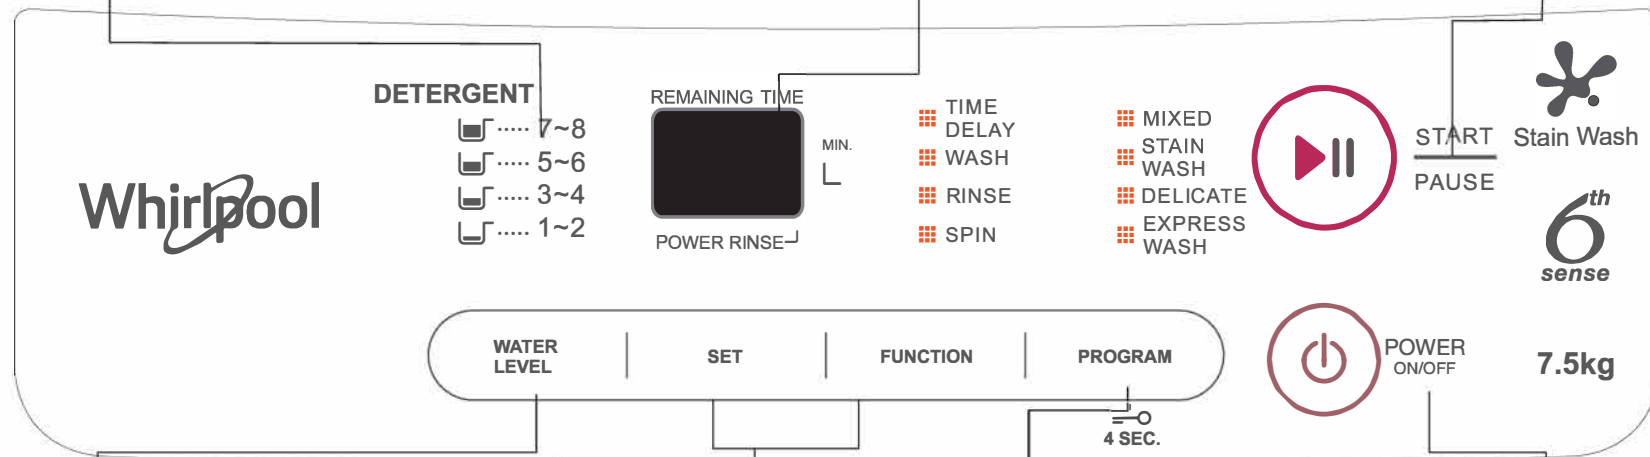 Whirlpool
DETERGENT
7~8
5~6
3~4
1~2
REMAINING TIME
MIN.
POWER RINSE
TIME
DELAY
WASH
RINSE
SPIN
MIXED
STAIN
WASH
DELICATE
EXPRESS
WASH
START
PAUSE
Stain Wash
6th
sense
WATER
LEVEL
SET
FUNCTION
PROGRAM
4 SEC.
POWER
ON/OFF
7.5kg